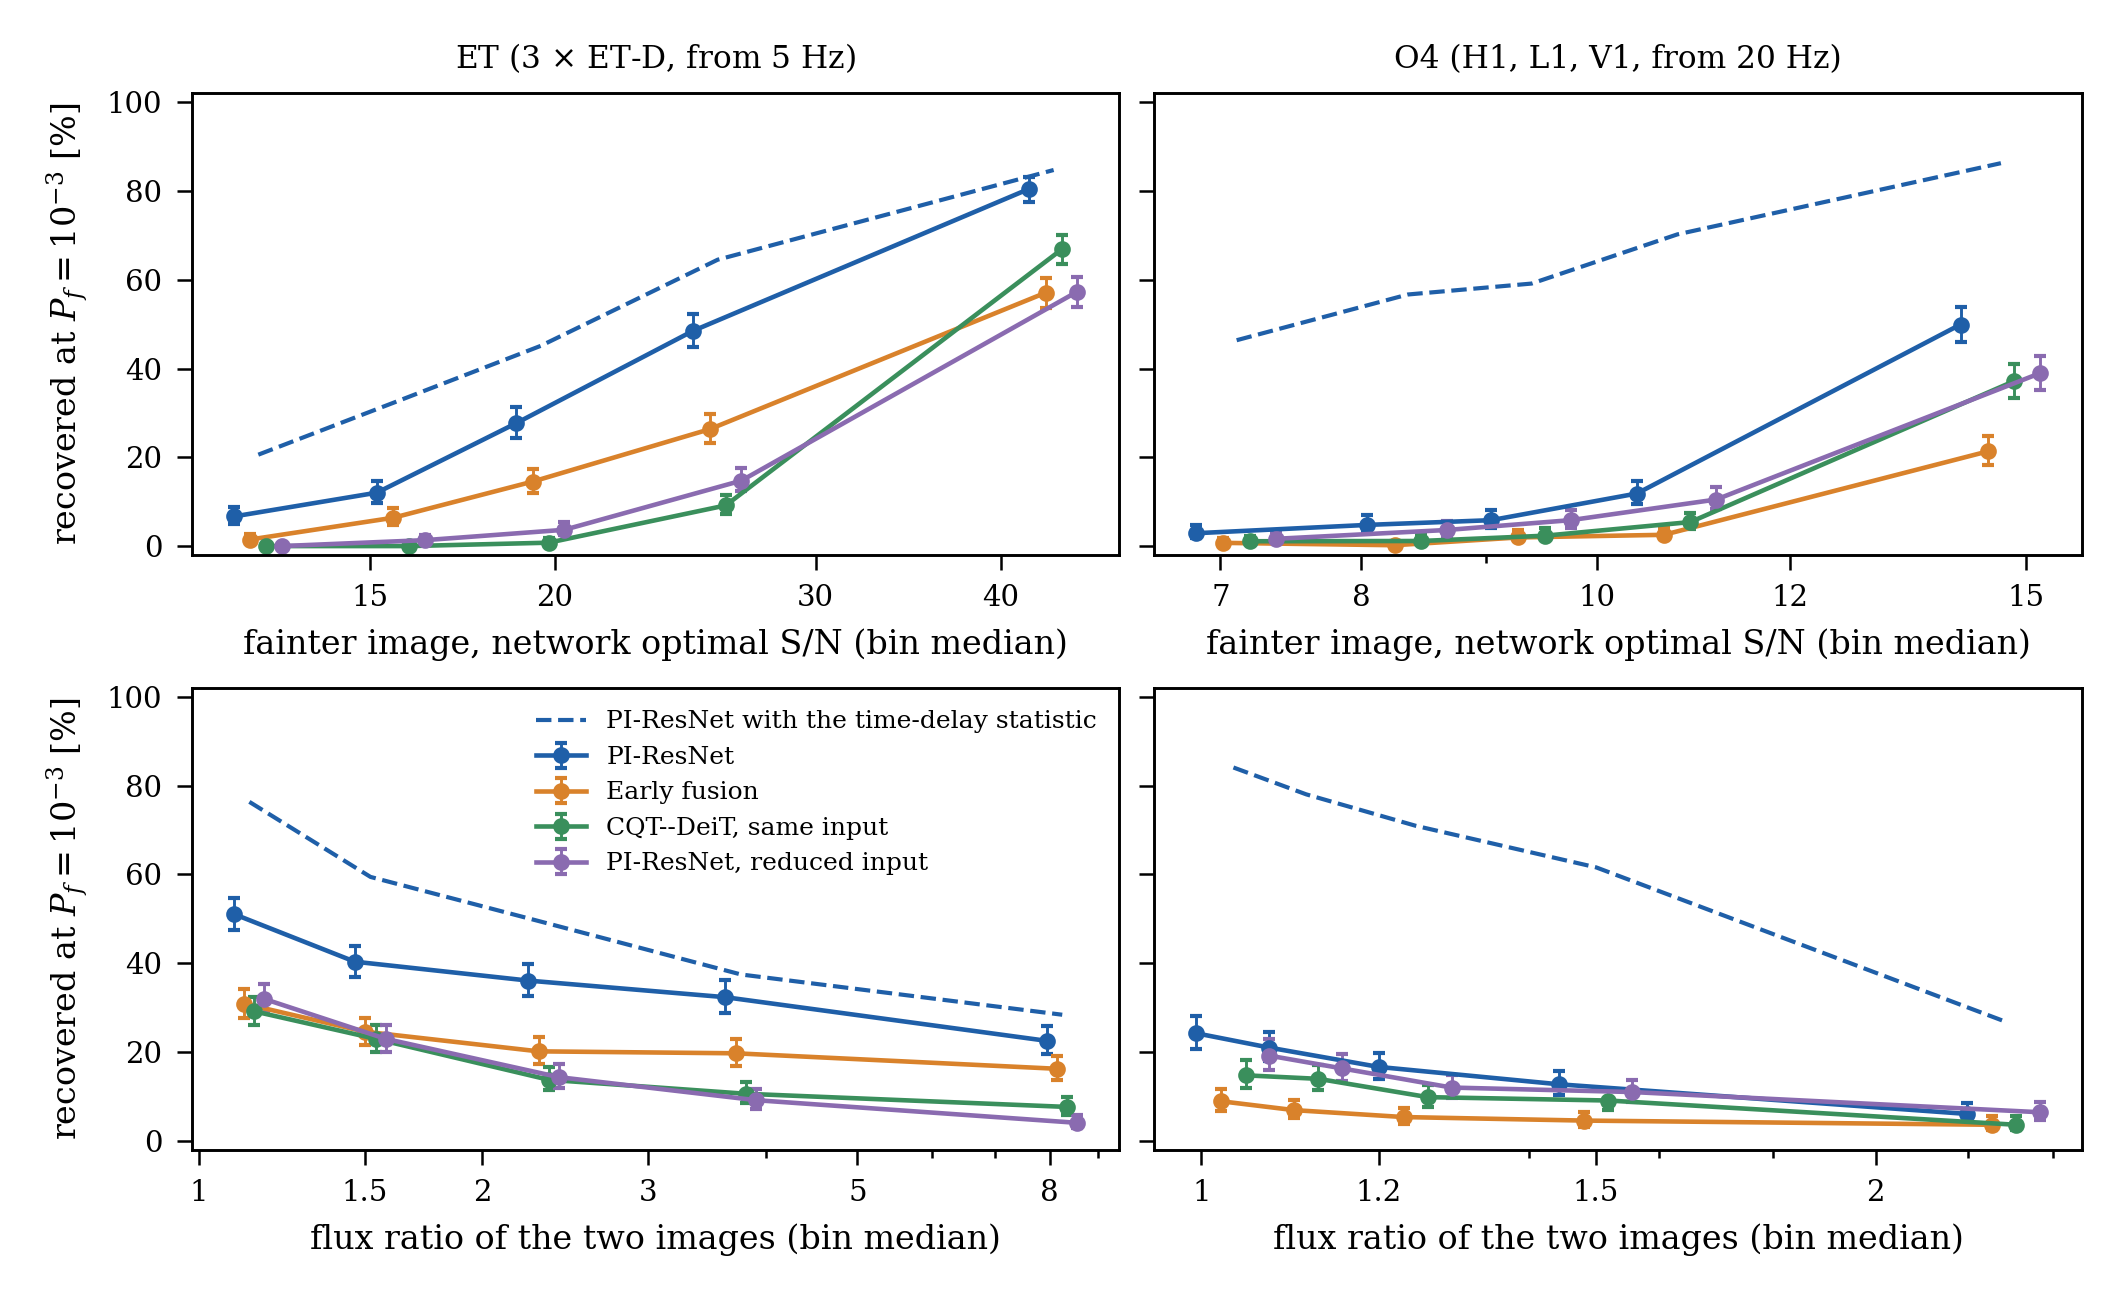 ET (3 × ET-D, from 5 Hz)
O4 (H1, L1, V1, from 20 Hz)
recovered at $P_f = 10^{-3}$ [%]
100
80
60
40
20
0
15
20
30
40
7
8
10
12
15
fainter image, network optimal S/N (bin median)
fainter image, network optimal S/N (bin median)
recovered at $P_f = 10^{-3}$ [%]
100
80
60
40
20
0
PI-ResNet with the time-delay statistic
PI-ResNet
Early fusion
CQT--DeiT, same input
PI-ResNet, reduced input
1
1.5
2
3
5
8
1
1.2
1.5
2
flux ratio of the two images (bin median)
flux ratio of the two images (bin median)